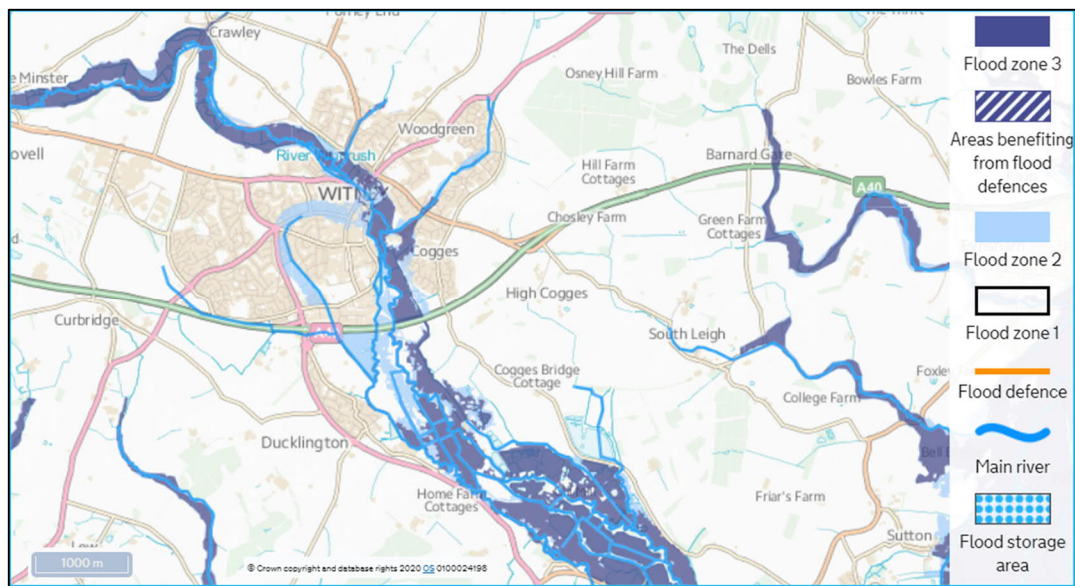 Crawley
The Dells
Osney Hill Farm
Bowles Farm
Minster
Woodgreen
River Windrush
Barnard Gate
Hill Farm
Cottages
WITNEY
A40
Chosley Farm
Green Farm
Cottages
Cogges
High Cogges
Curbridge
South Leigh
Cogges Bridge
Cottage
College Farm
Ducklington
Home Farm
Cottages
Friar's Farm
Sutton
1000 m
© Crown copyright and database rights 2020 OS 0100024198
Flood zone 3
Areas benefiting
from flood
defences
Flood zone 2
Flood zone 1
Flood defence
Main river
Flood storage
area